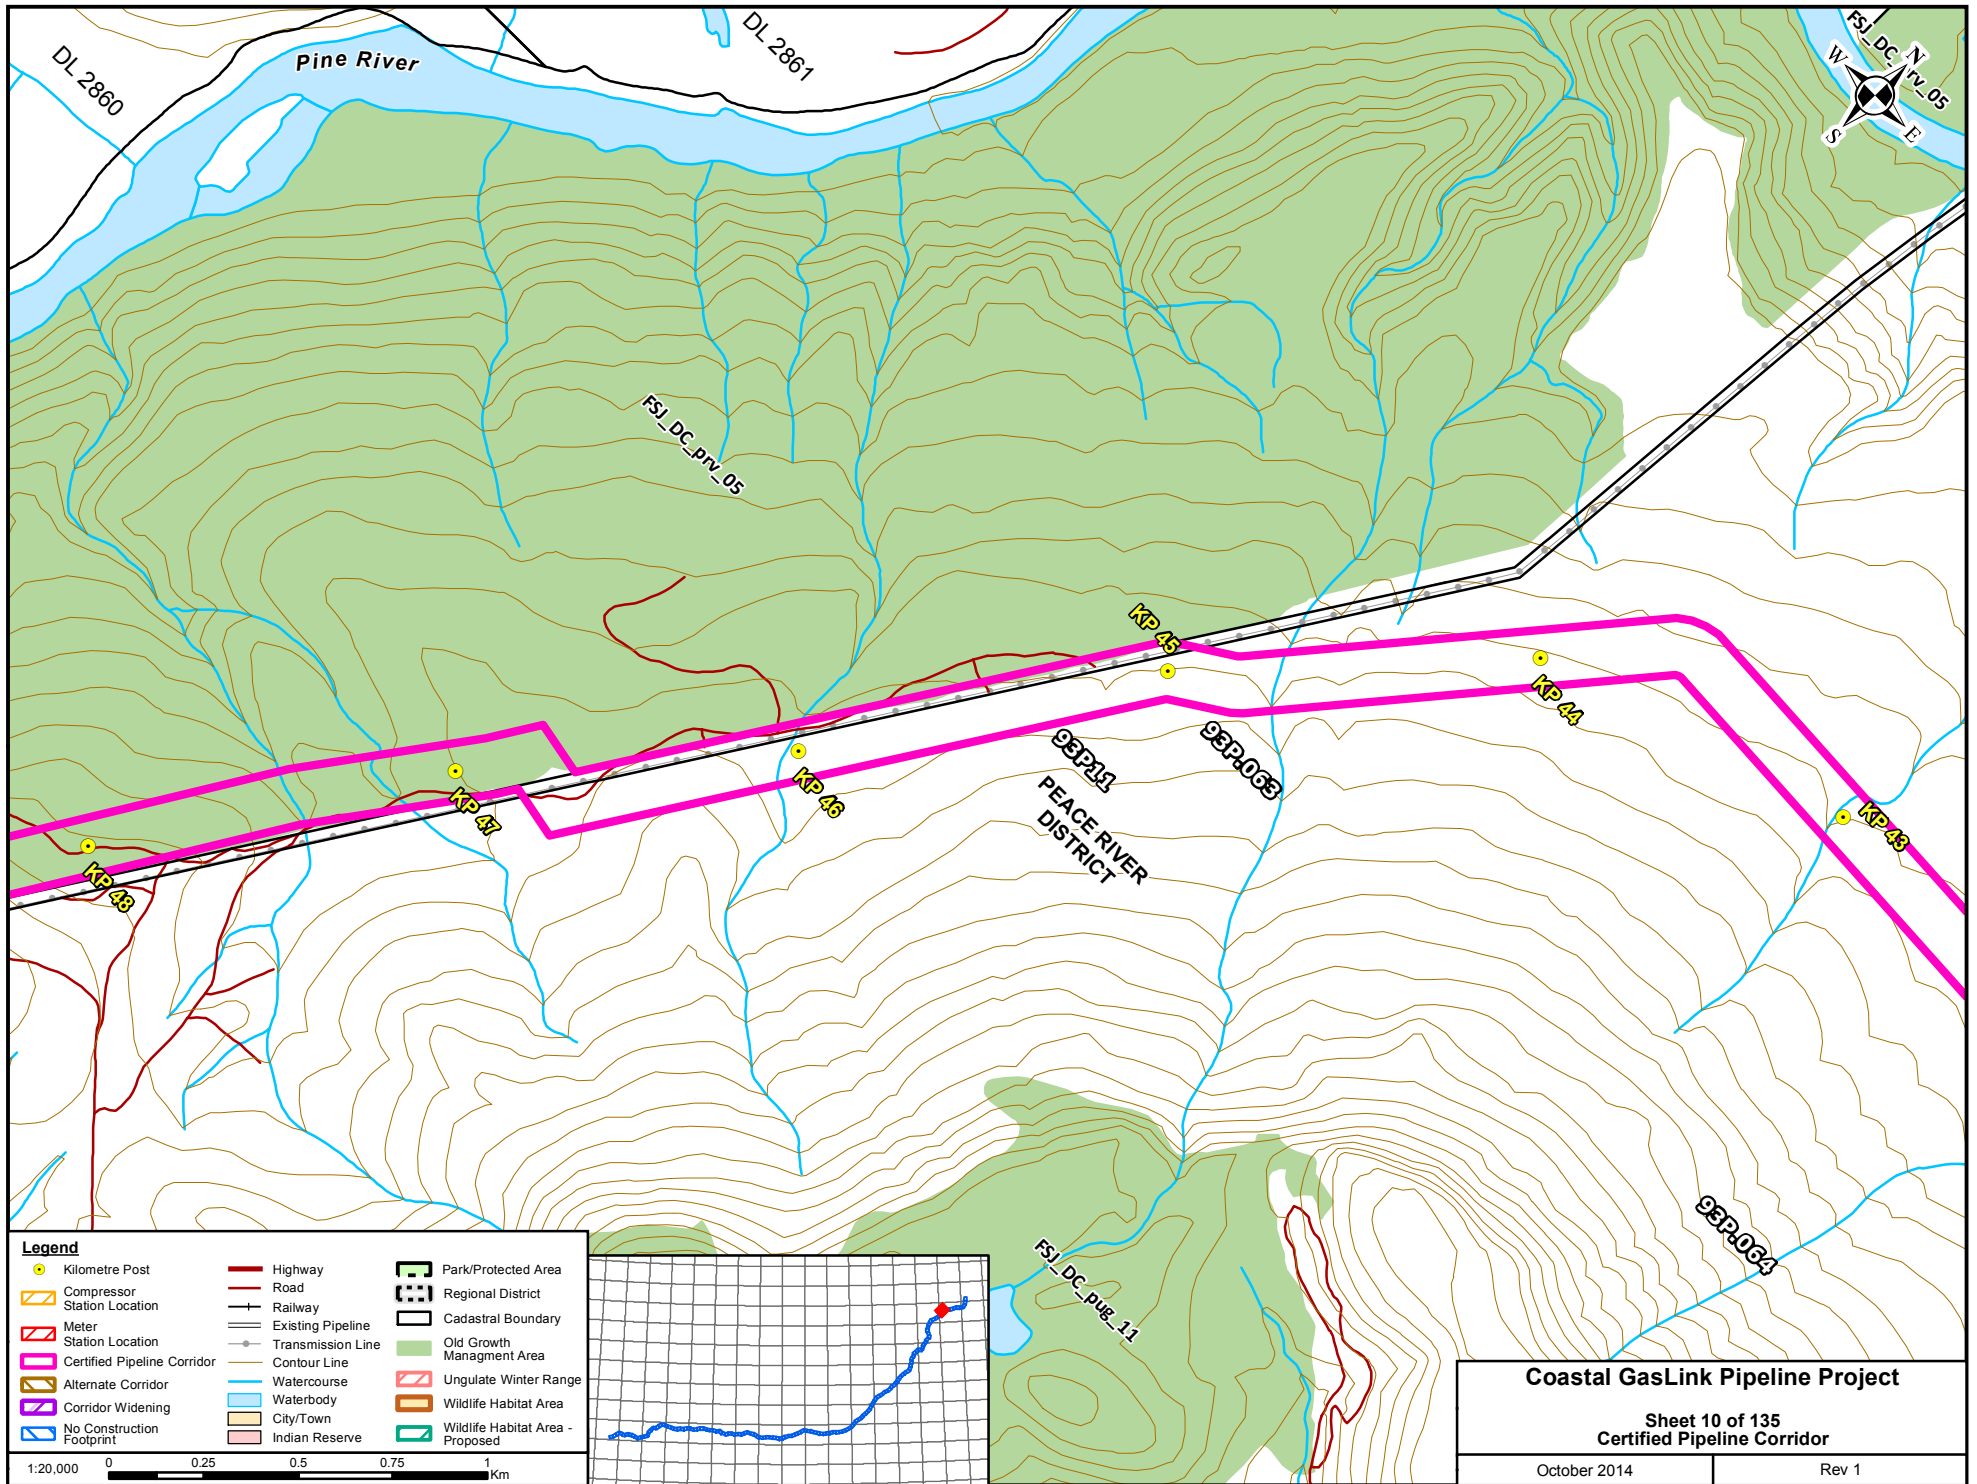 DL 2860
Pine River
DL 2861
FSJ_DC_prv_05
N
W
E
S
FSJ_DC_prv_05
KP 45
KP 44
KP 43
KP 46
KP 47
KP 48
93P11
93P.063
PEACE RIVER
DISTRICT
93P.064
FSJ_DC_pug_11
Legend
Kilometre Post
Compressor
Station Location
Meter
Station Location
Certified Pipeline Corridor
Alternate Corridor
Corridor Widening
No Construction
Footprint
Highway
Road
Railway
Existing Pipeline
Transmission Line
Contour Line
Watercourse
Waterbody
City/Town
Indian Reserve
Park/Protected Area
Regional District
Cadastral Boundary
Old Growth
Managment Area
Ungulate Winter Range
Wildlife Habitat Area
Wildlife Habitat Area -
Proposed
1:20,000
0 0.25 0.5 0.75 1
Km
Coastal GasLink Pipeline Project
Sheet 10 of 135
Certified Pipeline Corridor
October 2014
Rev 1